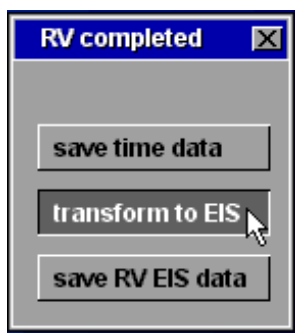 RV completed
save time data
transform to EIS
save RV EIS data